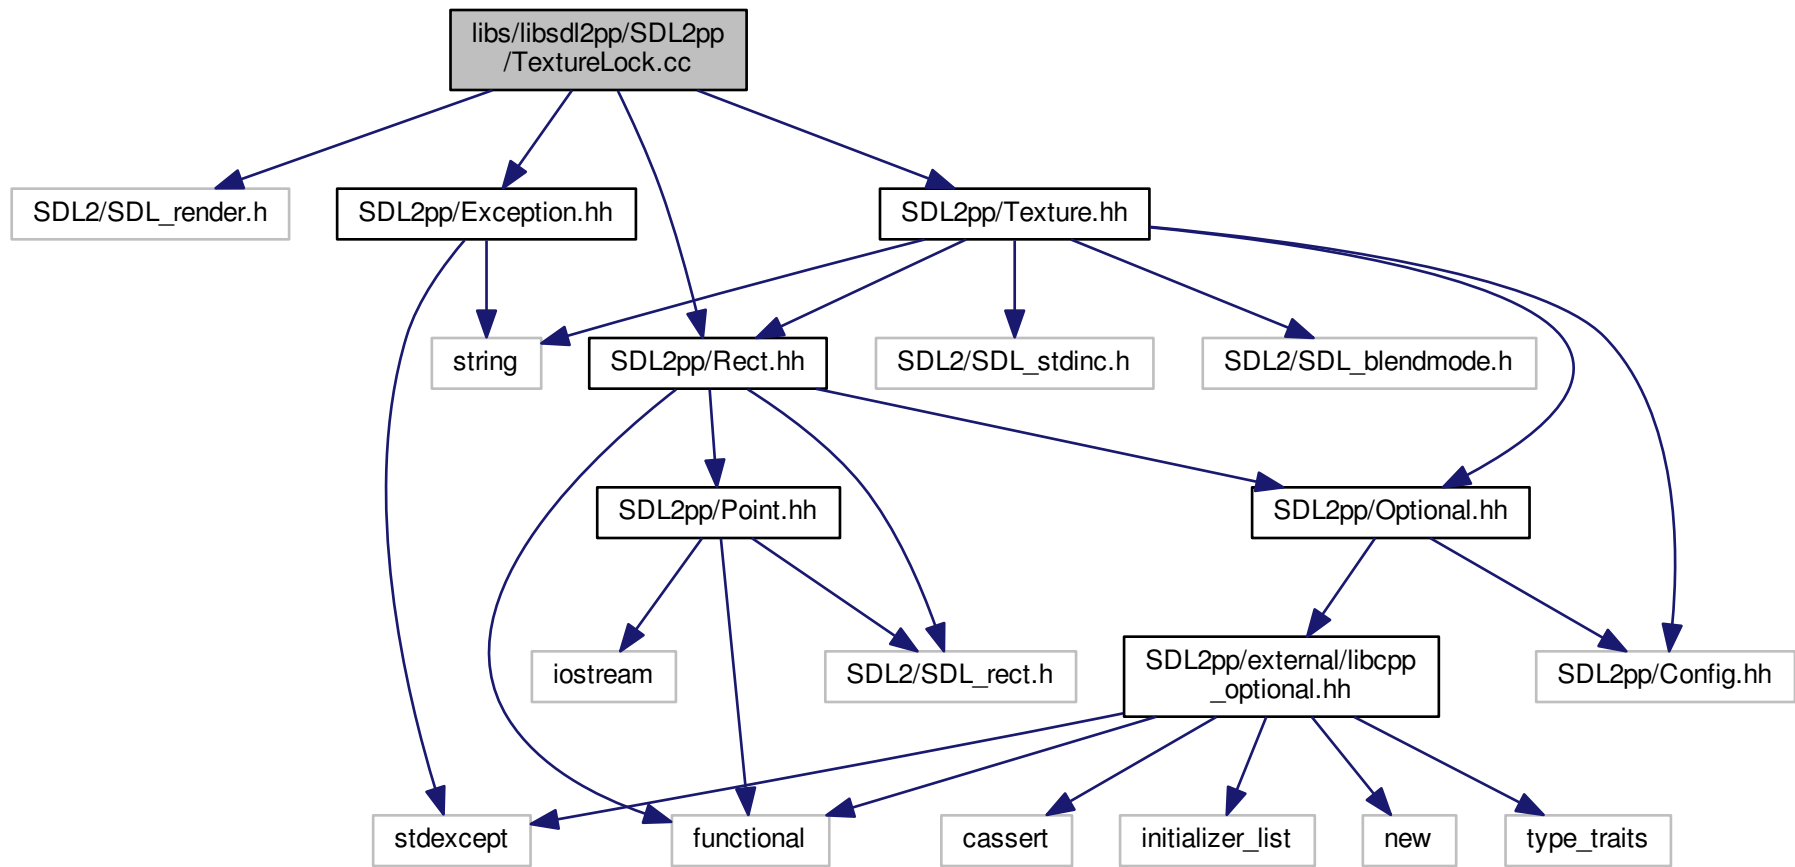 libs/libsdl2pp/SDL2pp
/TextureLock.cc
SDL2/SDL_render.h
SDL2pp/Exception.hh
SDL2pp/Texture.hh
string
SDL2pp/Rect.hh
SDL2/SDL_stdinc.h
SDL2/SDL_blendmode.h
SDL2pp/Point.hh
SDL2pp/Optional.hh
iostream
SDL2/SDL_rect.h
SDL2pp/external/libcpp
_optional.hh
SDL2pp/Config.hh
stdexcept
functional
cassert
initializer_list
new
type_traits